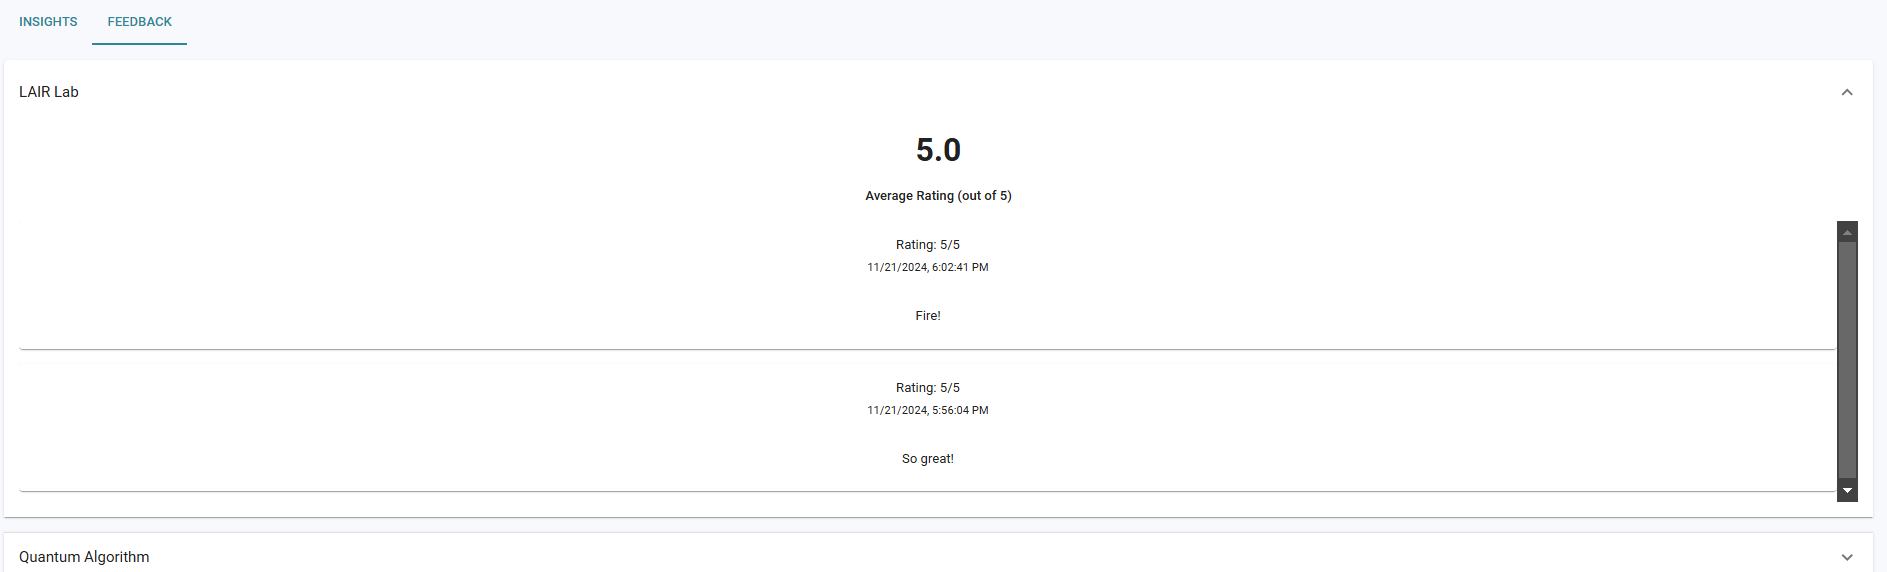 INSIGHTS FEEDBACK
LAIR Lab
5.0
Average Rating (out of 5)
Rating: 5/5
11/21/2024, 6:02:41 PM
Fire!
Rating: 5/5
11/21/2024, 5:56:04 PM
So great!
Quantum Algorithm